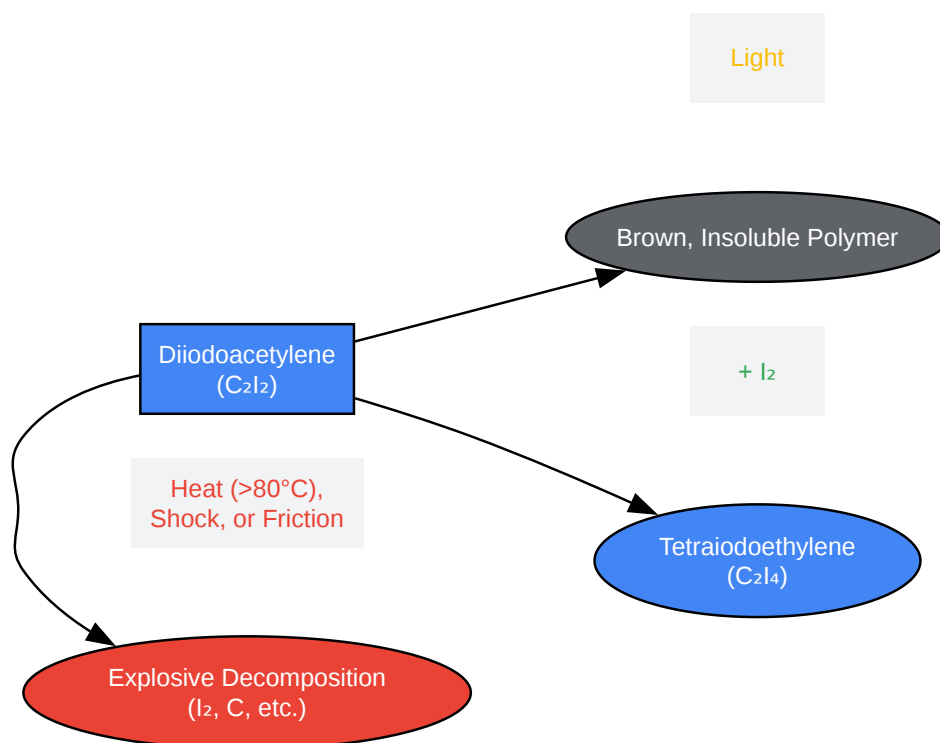 Light
Brown, Insoluble Polymer
Diiodoacetylene
(C₂I₂)
+ I₂
Heat (>80°C),
Shock, or Friction
Tetraiodoethylene
(C₂I₄)
Explosive Decomposition
(I₂, C, etc.)